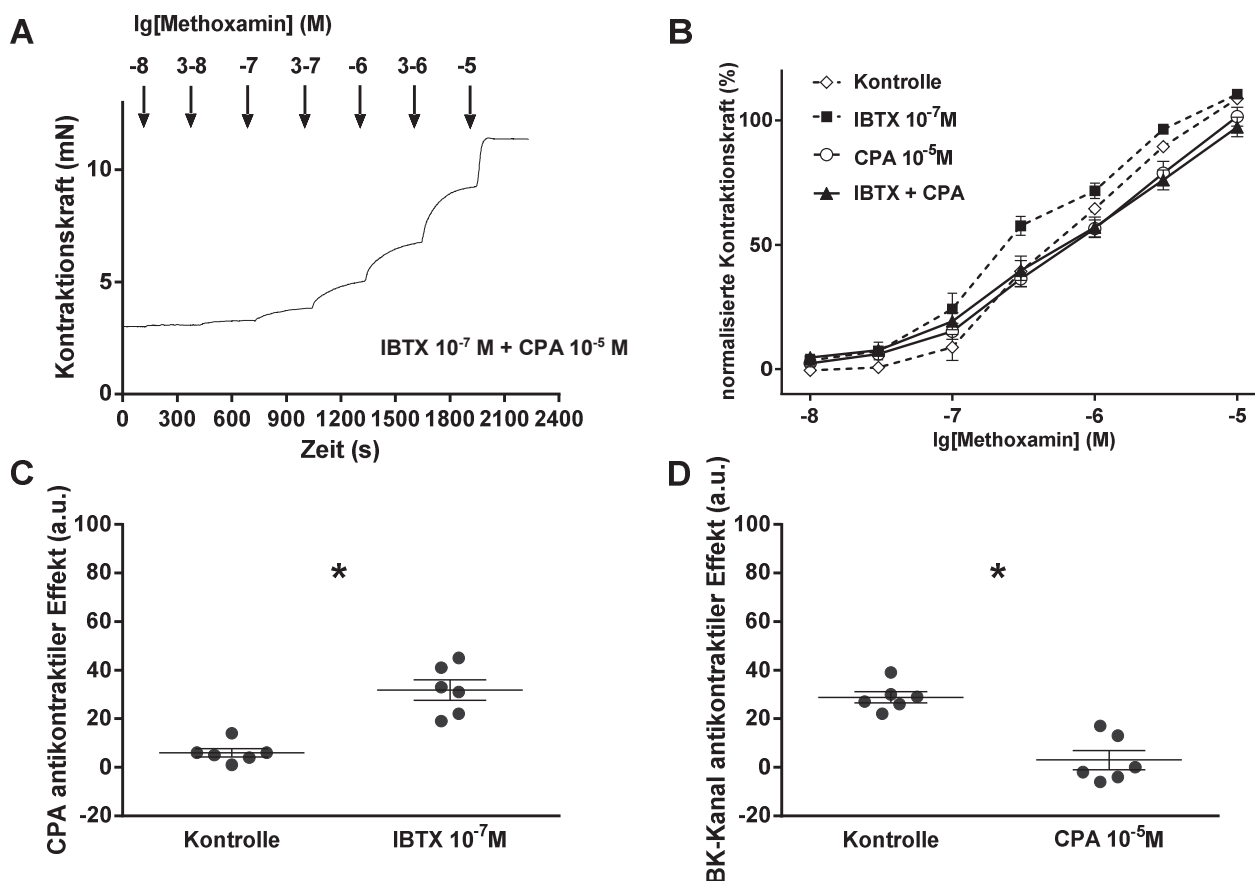 A
lg[Methoxamin] (M)
-8 3-8 -7 3-7 -6 3-6 -5
Kontraktionskraft (mN)
10
5
0
IBTX 10⁻⁷ M + CPA 10⁻⁵ M
0 300 600 900 1200 1500 1800 2100 2400
Zeit (s)
B
normalisierte Kontraktionskraft (%)
Kontrolle
IBTX 10⁻⁷M
CPA 10⁻⁵M
IBTX + CPA
100
50
0
-8 -7 -6 -5
lg[Methoxamin] (M)
C
CPA antikontraktiler Effekt (a.u.)
100
80
60
40
20
0
-20
*
Kontrolle IBTX 10⁻⁷M
D
BK-Kanal antikontraktiler Effekt (a.u.)
100
80
60
40
20
0
-20
*
Kontrolle CPA 10⁻⁵M